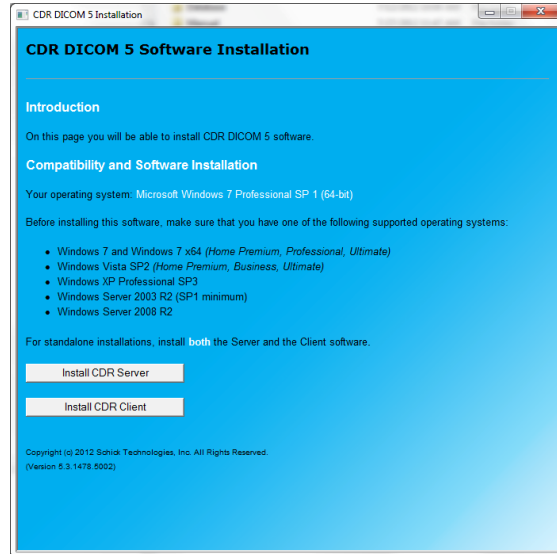 CDR DICOM 5 Installation
CDR DICOM 5 Software Installation
Introduction
On this page you will be able to install CDR DICOM 5 software.
Compatibility and Software Installation
Your operating system: Microsoft Windows 7 Professional SP 1 (64-bit)
Before installing this software, make sure that you have one of the following supported operating systems:
• Windows 7 and Windows 7 x64 (Home Premium, Professional, Ultimate)
• Windows Vista SP2 (Home Premium, Business, Ultimate)
• Windows XP Professional SP3
• Windows Server 2003 R2 (SP1 minimum)
• Windows Server 2008 R2
For standalone installations, install both the Server and the Client software.
Install CDR Server
Install CDR Client
Copyright (c) 2012 Schick Technologies, Inc. All Rights Reserved.
(Version 5.3.1478.5002)